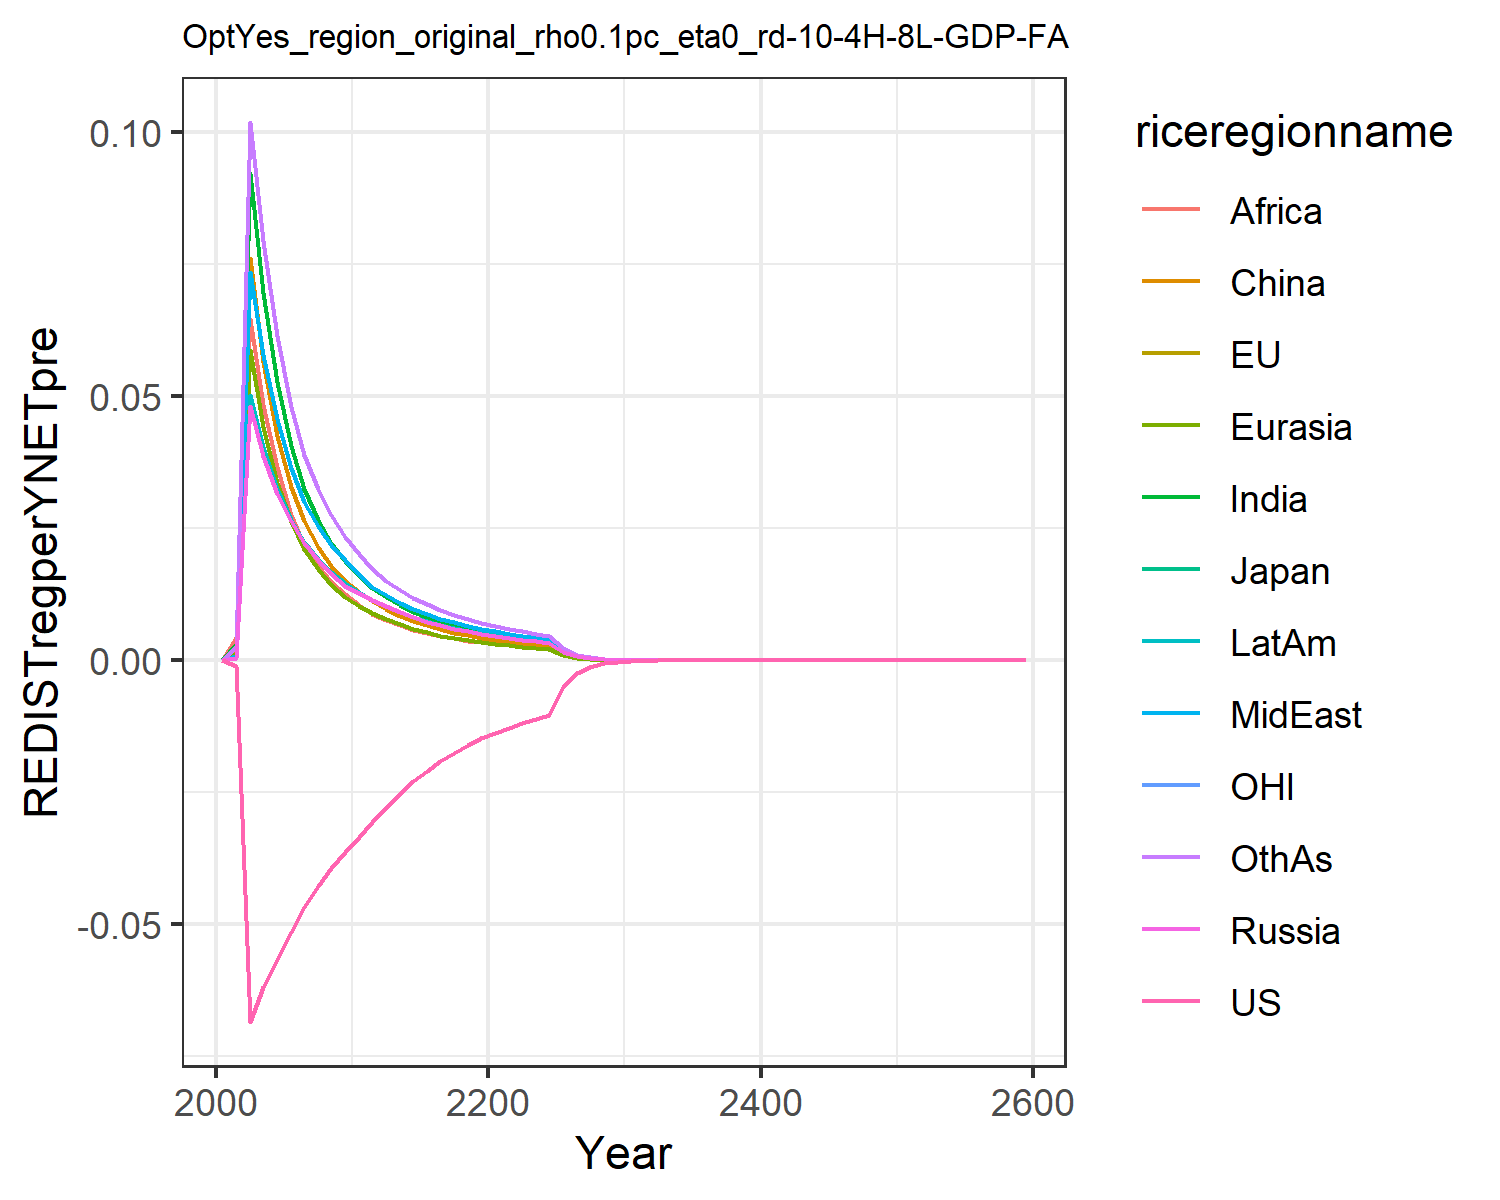 OptYes_region_original_rho0.1pc_eta0_rd-10-4H-8L-GDP-FA
REDISTregperYNETpre
0.10
0.05
0.00
-0.05
2000
2200
2400
2600
Year
riceregionname
Africa
China
EU
Eurasia
India
Japan
LatAm
MidEast
OHI
OthAs
Russia
US